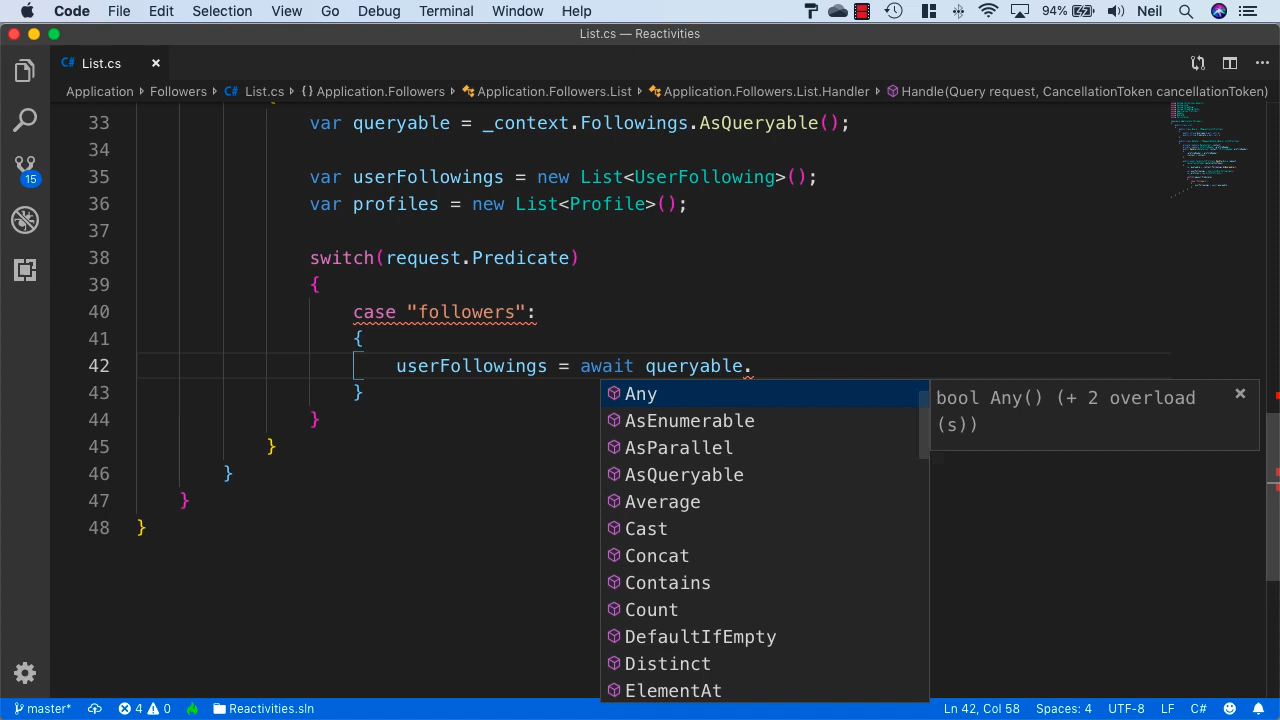 Code File Edit Selection View Go Debug Terminal Window Help 94% Neil
List.cs — Reactivities
C# List.cs
Application Followers C# List.cs {} Application.Followers Application.Followers.List Application.Followers.List.Handler Handle(Query request, CancellationToken cancellationToken)
33 var queryable = _context.Followings.AsQueryable();
34
35 var userFollowings = new List<UserFollowing>();
36 var profiles = new List<Profile>();
37
38 switch(request.Predicate)
39 {
40 case "followers":
41 {
42 userFollowings = await queryable.
43 }
44 }
45 }
46 }
47 }
48 }
Any
AsEnumerable
AsParallel
AsQueryable
Average
Cast
Concat
Contains
Count
DefaultIfEmpty
Distinct
ElementAt
bool Any() (+ 2 overload
(s))
15
master* 4 0 Reactivities.sln Ln 42, Col 58 Spaces: 4 UTF-8 LF C#